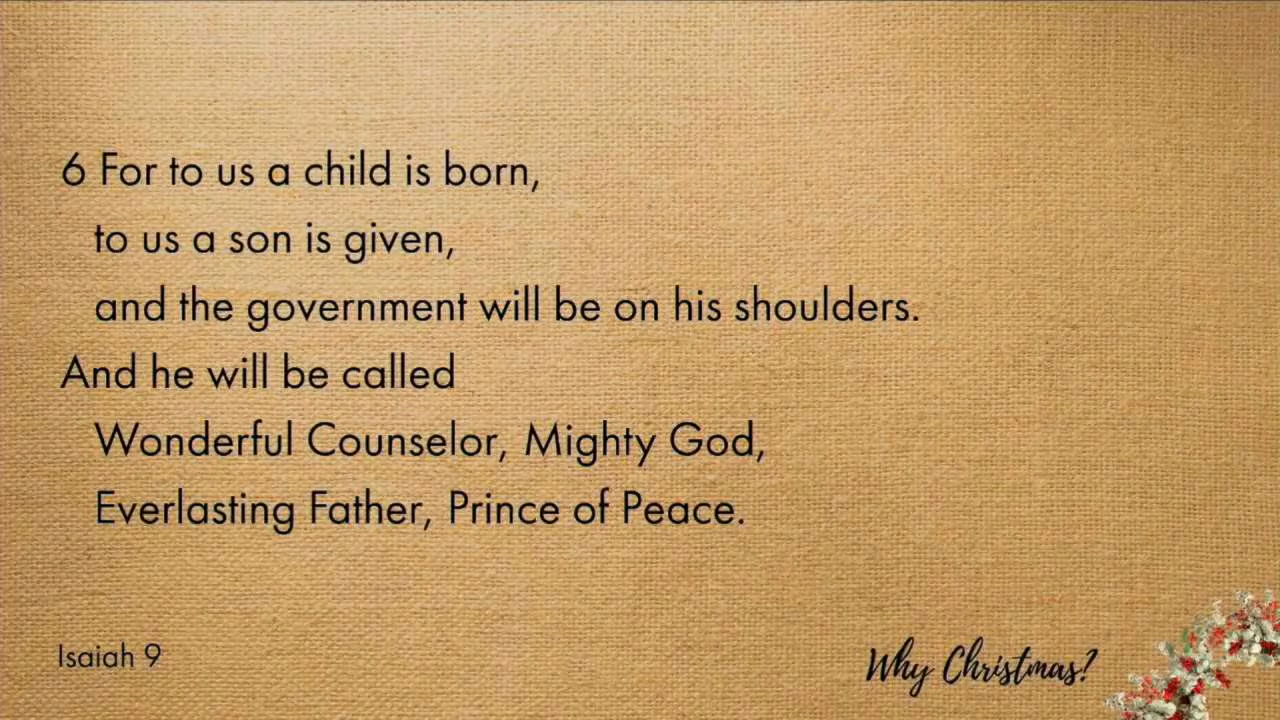 6 For to us a child is born,
to us a son is given,
and the government will be on his shoulders.
And he will be called
Wonderful Counselor, Mighty God,
Everlasting Father, Prince of Peace.
Isaiah 9
Why Christmas?